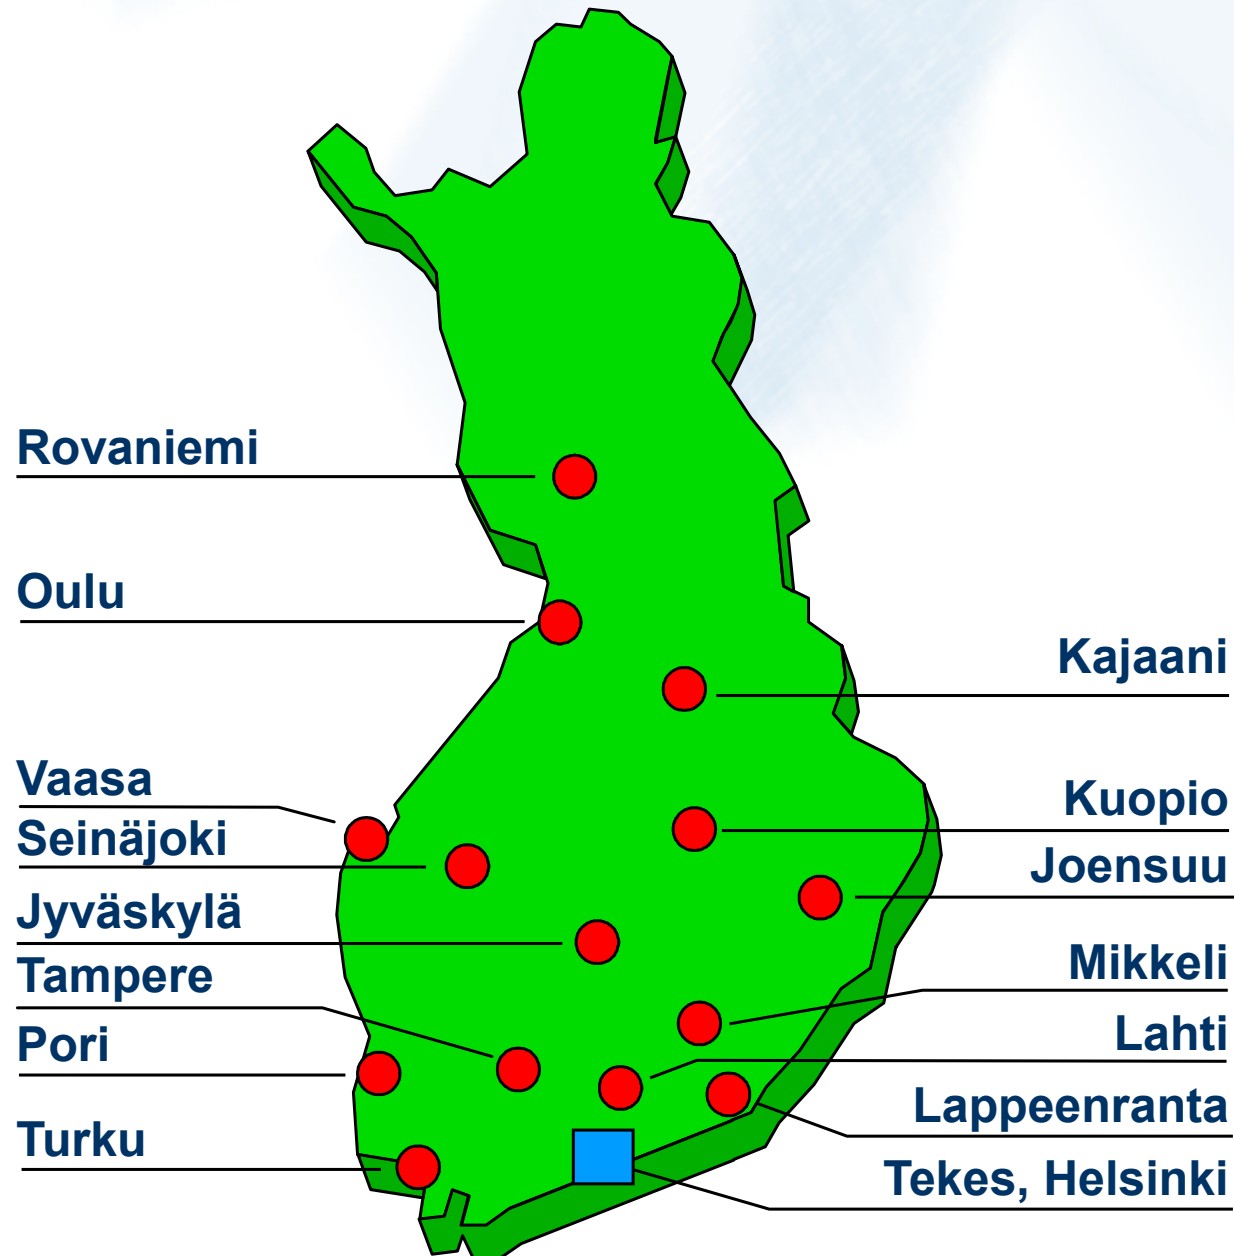 Rovaniemi
Oulu
Vaasa
Seinäjoki
Jyväskylä
Tampere
Pori
Turku
Kajaani
Kuopio
Joensuu
Mikkeli
Lahti
Lappeenranta
Tekes, Helsinki